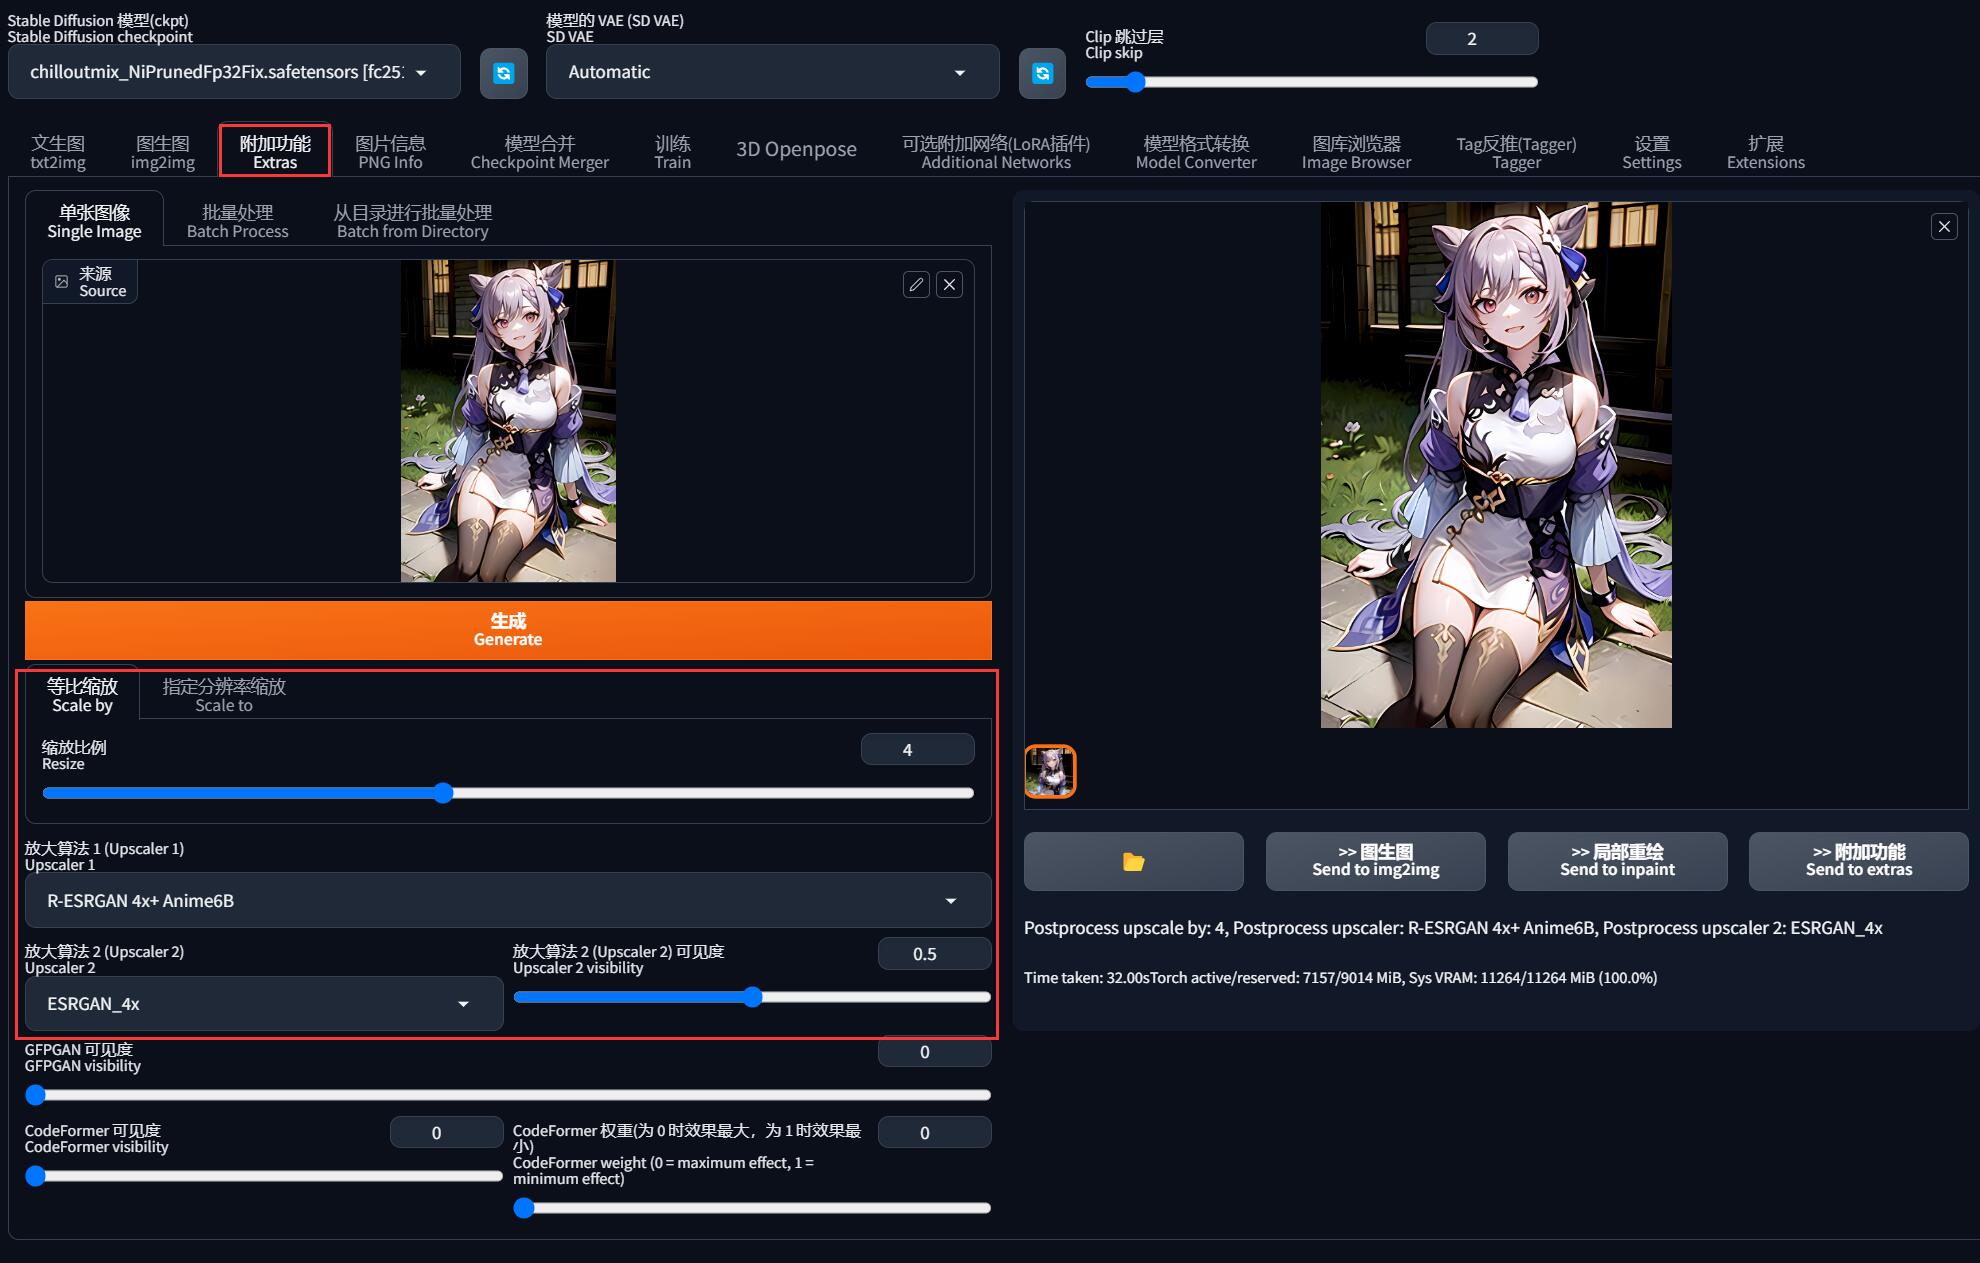 Stable Diffusion 模型(ckpt)
Stable Diffusion checkpoint
chilloutmix_NiPrunedFp32Fix.safetensors [fc251
模型的 VAE (SD VAE)
SD VAE
Automatic
Clip 跳过层
Clip skip
2
文生图
txt2img
图生图
img2img
附加功能
Extras
图片信息
PNG Info
模型合并
Checkpoint Merger
训练
Train
3D Openpose
可选附加网络(LoRA插件)
Additional Networks
模型格式转换
Model Converter
图库浏览器
Image Browser
Tag反推(Tagger)
Tagger
设置
Settings
扩展
Extensions
单张图像
Single Image
批量处理
Batch Process
从目录进行批量处理
Batch from Directory
来源
Source
生成
Generate
等比缩放
Scale by
指定分辨率缩放
Scale to
缩放比例
Resize
4
放大算法 1 (Upscaler 1)
Upscaler 1
R-ESRGAN 4x+ Anime6B
放大算法 2 (Upscaler 2)
Upscaler 2
ESRGAN_4x
放大算法 2 (Upscaler 2) 可见度
Upscaler 2 visibility
0.5
GFPGAN 可见度
GFPGAN visibility
0
CodeFormer 可见度
CodeFormer visibility
0
CodeFormer 权重(为 0 时效果最大，为 1 时效果最
小)
CodeFormer weight (0 = maximum effect, 1 =
minimum effect)
0
>> 图生图
Send to img2img
>> 局部重绘
Send to inpaint
>> 附加功能
Send to extras
Postprocess upscale by: 4, Postprocess upscaler: R-ESRGAN 4x+ Anime6B, Postprocess upscaler 2: ESRGAN_4x
Time taken: 32.00sTorch active/reserved: 7157/9014 MiB, Sys VRAM: 11264/11264 MiB (100.0%)